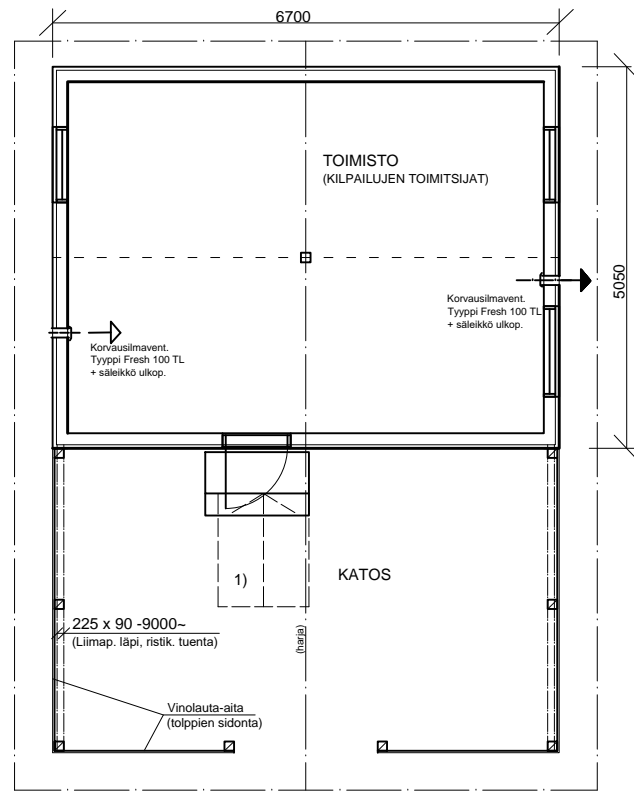 6700
TOIMISTO
(KILPAILUJEN TOIMITSIJAT)
5050
Korvausilmavent.
Tyyppi Fresh 100 TL
+ säleikkö ulkop.
Korvausilmavent.
Tyyppi Fresh 100 TL
+ säleikkö ulkop.
1)
KATOS
225 x 90 -9000~
(Liimap. läpi, ristik. tuenta)
(harja)
Vinolauta-aita
(tolppien sidonta)